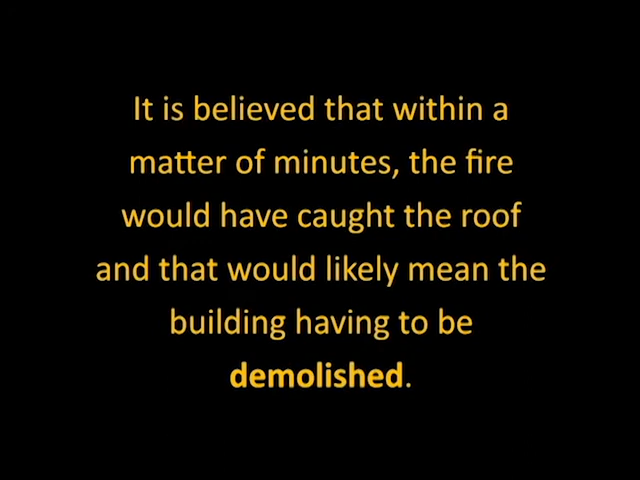 It is believed that within a
matter of minutes, the fire
would have caught the roof
and that would likely mean the
building having to be
demolished.